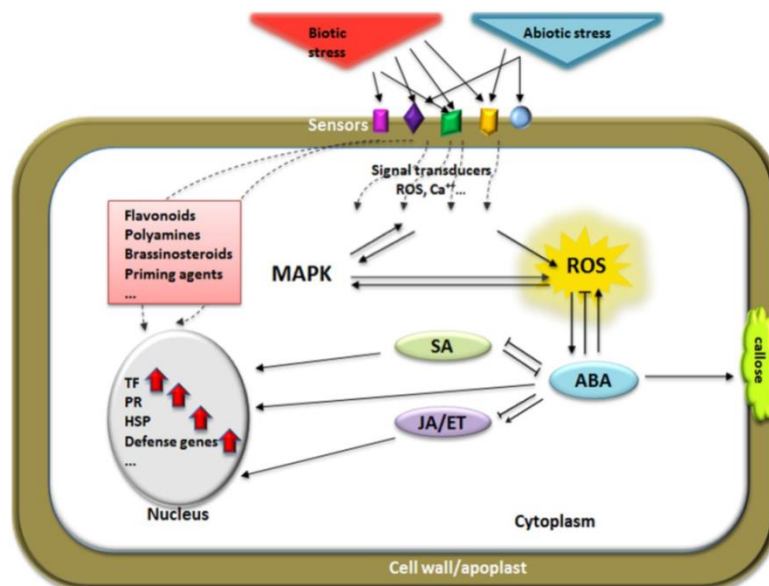 Biotic
stress
Abiotic stress
Sensors
Signal transducers
ROS, Ca⁺⁺...
Flavonoids
Polyamines
Brassinosteroids
Priming agents
...
MAPK
ROS
SA
ABA
callose
JA/ET
TF
PR
HSP
Defense genes
...
Nucleus
Cytoplasm
Cell wall/apoplast